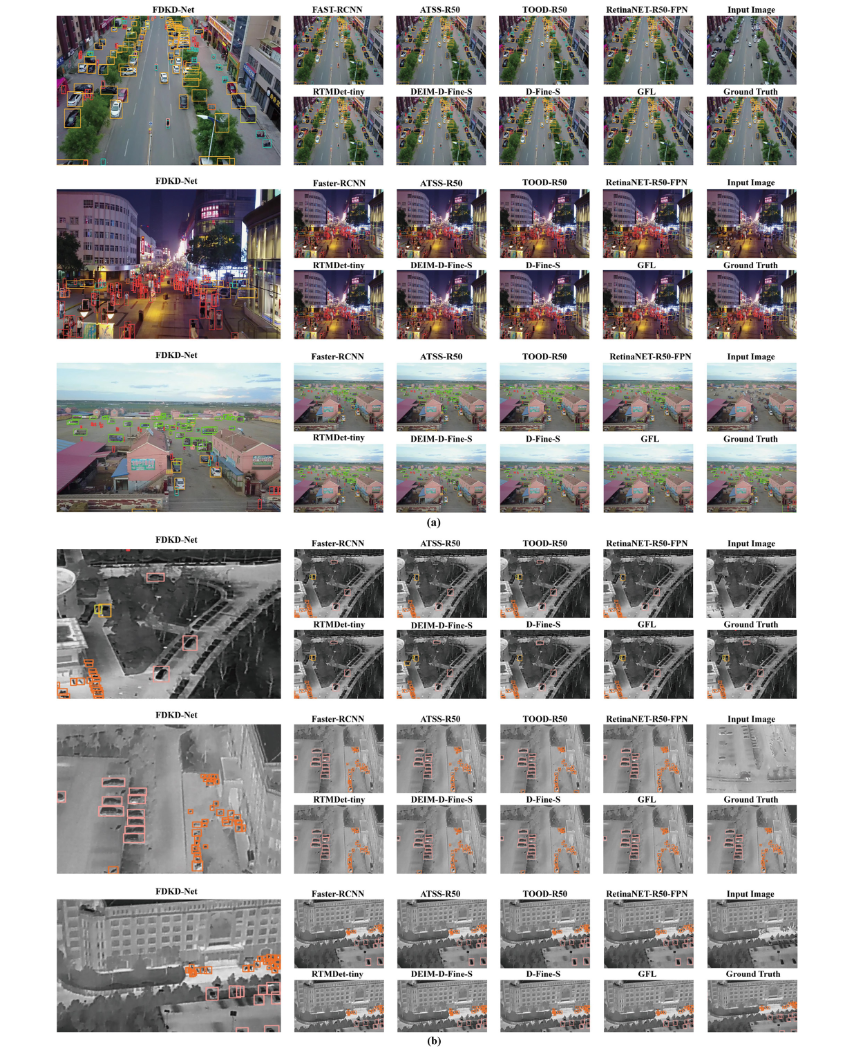 FDKD-Net FAST-RCNN ATSS-R50 TOOD-R50 RetinaNET-R50-FPN Input Image
RTMDet-tiny DEIM-D-Fine-S D-Fine-S GFL Ground Truth
FDKD-Net Faster-RCNN ATSS-R50 TOOD-R50 RetinaNET-R50-FPN Input Image
RTMDet-tiny DEIM-D-Fine-S D-Fine-S GFL Ground Truth
FDKD-Net Faster-RCNN ATSS-R50 TOOD-R50 RetinaNET-R50-FPN Input Image
RTMDet-tiny DEIM-D-Fine-S D-Fine-S GFL Ground Truth
(a)
FDKD-Net Faster-RCNN ATSS-R50 TOOD-R50 RetinaNET-R50-FPN Input Image
RTMDet-tiny DEIM-D-Fine-S D-Fine-S GFL Ground Truth
FDKD-Net Faster-RCNN ATSS-R50 TOOD-R50 RetinaNET-R50-FPN Input Image
RTMDet-tiny DEIM-D-Fine-S D-Fine-S GFL Ground Truth
FDKD-Net Faster-RCNN ATSS-R50 TOOD-R50 RetinaNET-R50-FPN Input Image
RTMDet-tiny DEIM-D-Fine-S D-Fine-S GFL Ground Truth
(b)